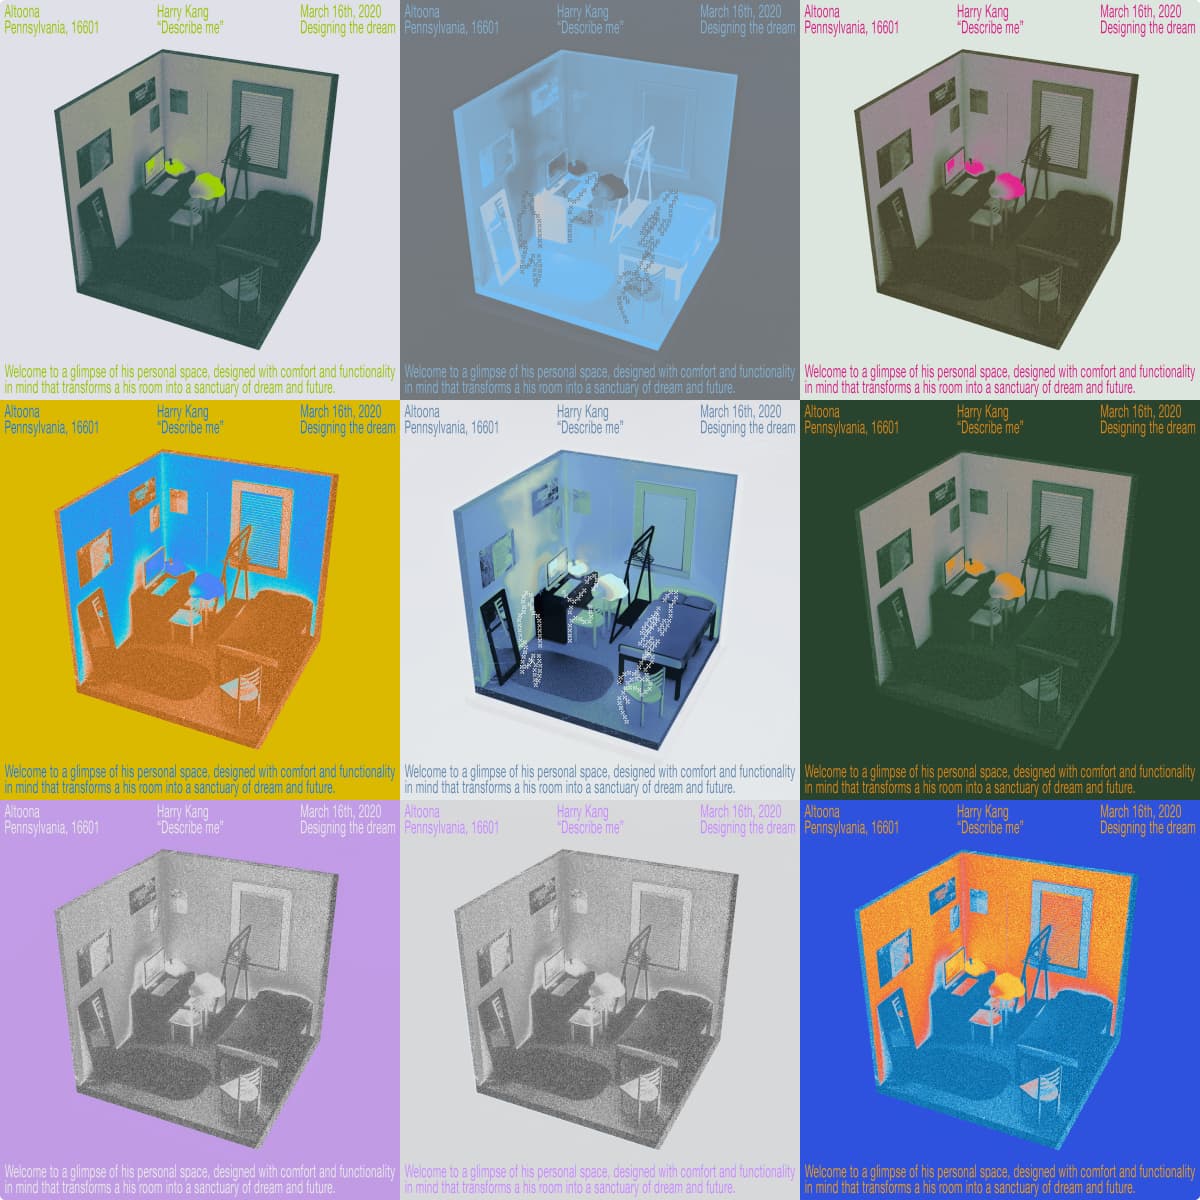 Altoona
Pennsylvania, 16601
Harry Kang
“Describe me”
March 16th, 2020
Designing the dream
Welcome to a glimpse of his personal space, designed with comfort and functionality
in mind that transforms a his room into a sanctuary of dream and future.
Altoona
Pennsylvania, 16601
Harry Kang
“Describe me”
March 16th, 2020
Designing the dream
Welcome to a glimpse of his personal space, designed with comfort and functionality
in mind that transforms a his room into a sanctuary of dream and future.
Altoona
Pennsylvania, 16601
Harry Kang
“Describe me”
March 16th, 2020
Designing the dream
Welcome to a glimpse of his personal space, designed with comfort and functionality
in mind that transforms a his room into a sanctuary of dream and future.
Altoona
Pennsylvania, 16601
Harry Kang
“Describe me”
March 16th, 2020
Designing the dream
Welcome to a glimpse of his personal space, designed with comfort and functionality
in mind that transforms a his room into a sanctuary of dream and future.
Altoona
Pennsylvania, 16601
Harry Kang
“Describe me”
March 16th, 2020
Designing the dream
Welcome to a glimpse of his personal space, designed with comfort and functionality
in mind that transforms a his room into a sanctuary of dream and future.
Altoona
Pennsylvania, 16601
Harry Kang
“Describe me”
March 16th, 2020
Designing the dream
Welcome to a glimpse of his personal space, designed with comfort and functionality
in mind that transforms a his room into a sanctuary of dream and future.
Altoona
Pennsylvania, 16601
Harry Kang
“Describe me”
March 16th, 2020
Designing the dream
Welcome to a glimpse of his personal space, designed with comfort and functionality
in mind that transforms a his room into a sanctuary of dream and future.
Altoona
Pennsylvania, 16601
Harry Kang
“Describe me”
March 16th, 2020
Designing the dream
Welcome to a glimpse of his personal space, designed with comfort and functionality
in mind that transforms a his room into a sanctuary of dream and future.
Altoona
Pennsylvania, 16601
Harry Kang
“Describe me”
March 16th, 2020
Designing the dream
Welcome to a glimpse of his personal space, designed with comfort and functionality
in mind that transforms a his room into a sanctuary of dream and future.